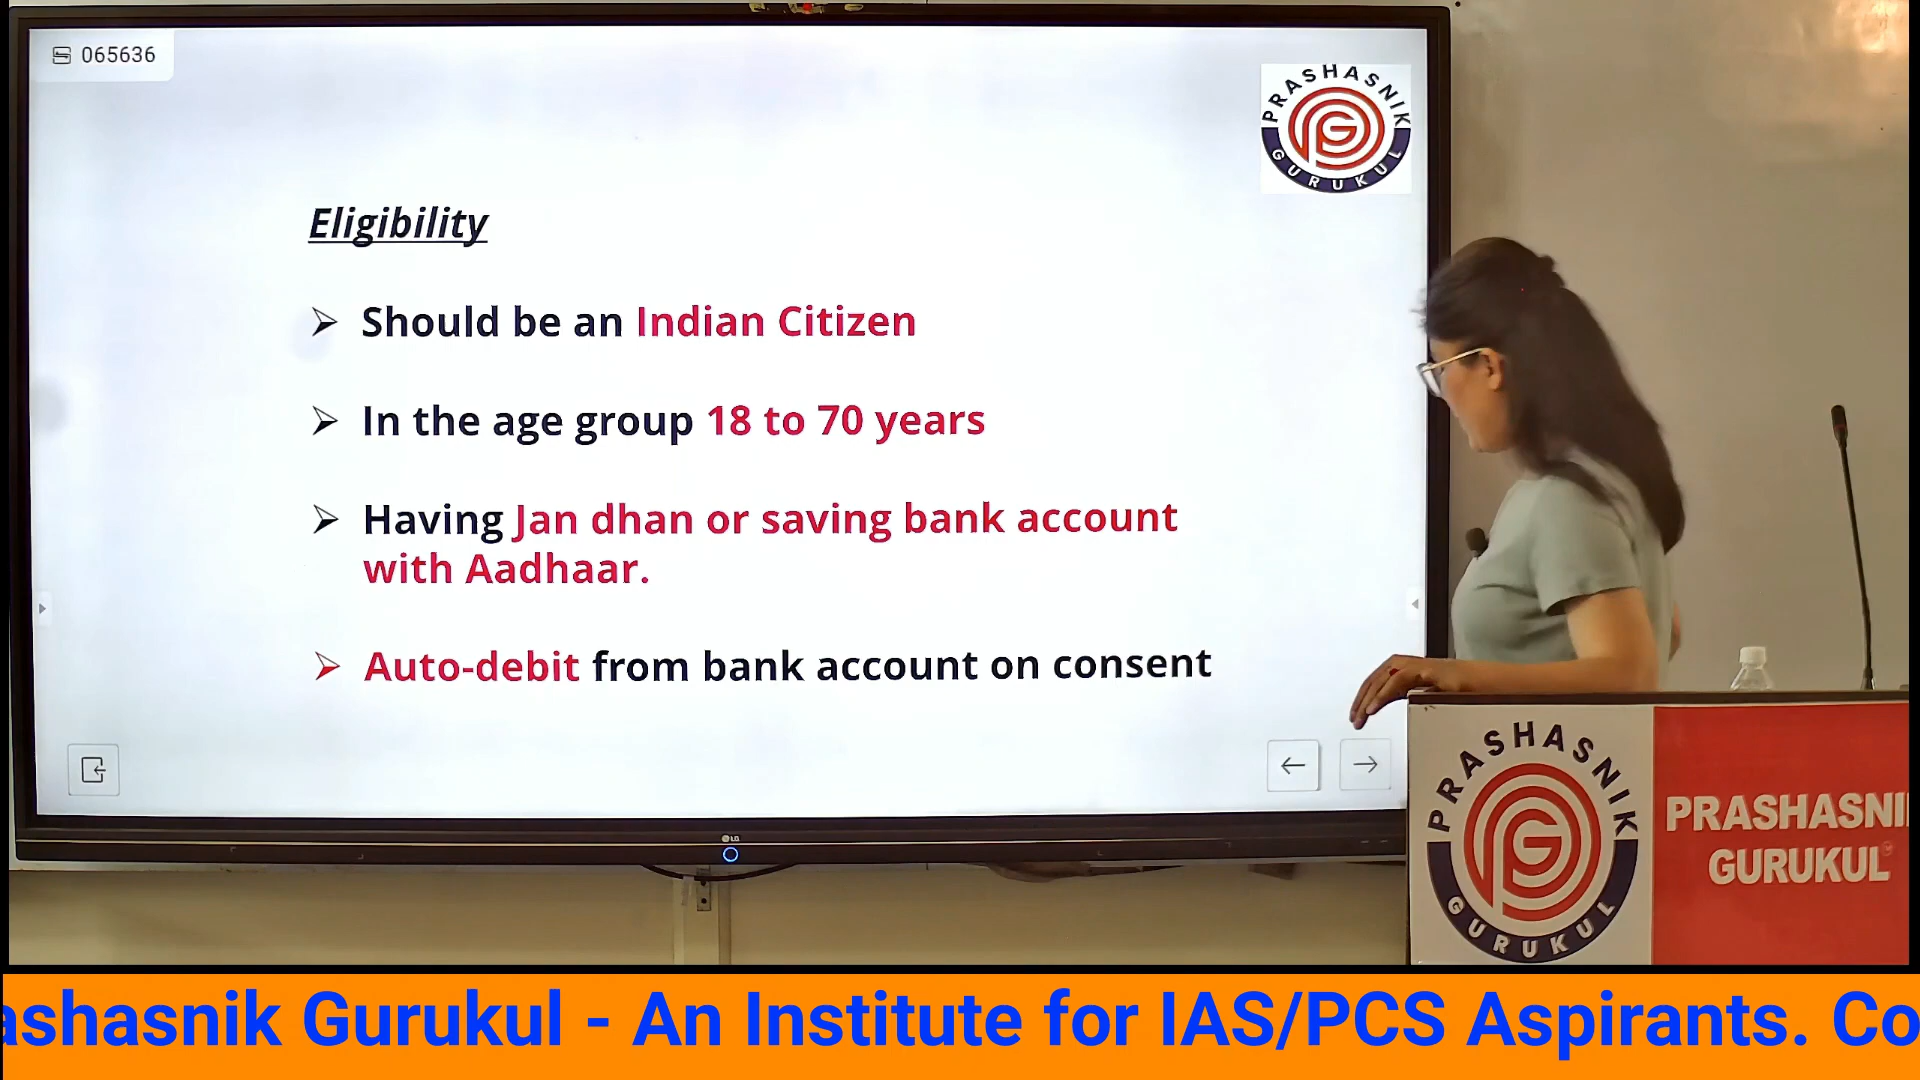 065636
PRASHASNIK
GURUKUL
Eligibility
Should be an Indian Citizen
In the age group 18 to 70 years
Having Jan dhan or saving bank account
with Aadhaar.
Auto-debit from bank account on consent
LG
PRASHASNIK
GURUKUL
PRASHASNI
GURUKUL
ashasnik Gurukul - An Institute for IAS/PCS Aspirants. Co